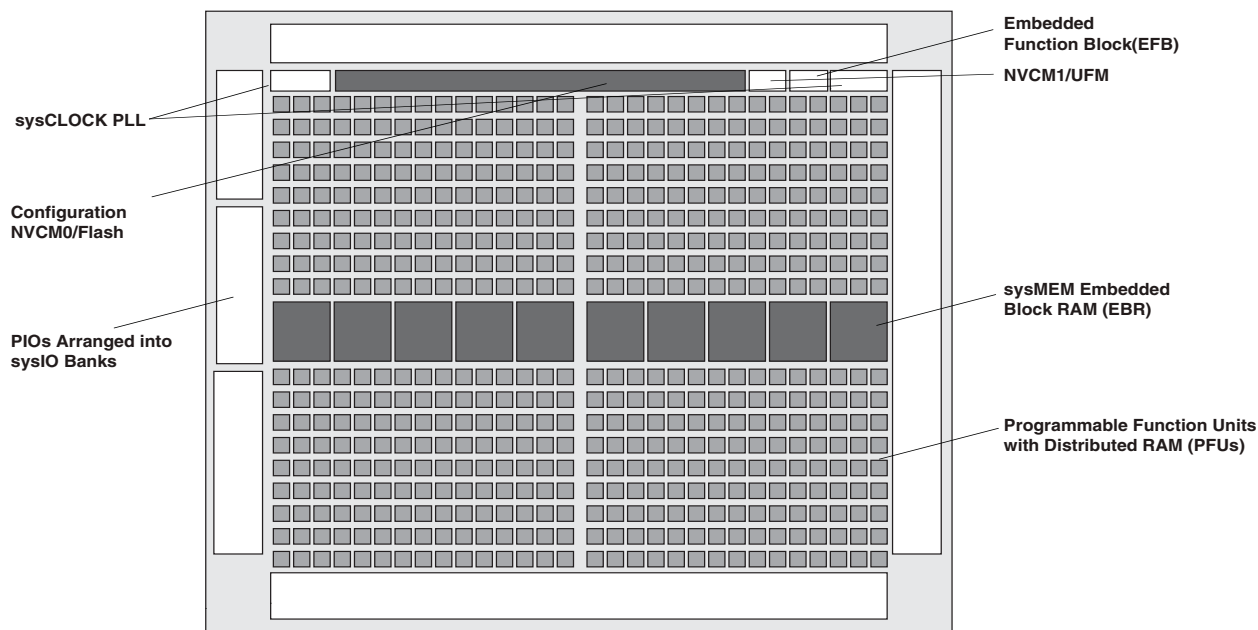 Embedded
Function Block(EFB)
NVCM1/UFM
sysCLOCK PLL
Configuration
NVCM0/Flash
sysMEM Embedded
Block RAM (EBR)
PIOs Arranged into
sysIO Banks
Programmable Function Units
with Distributed RAM (PFUs)